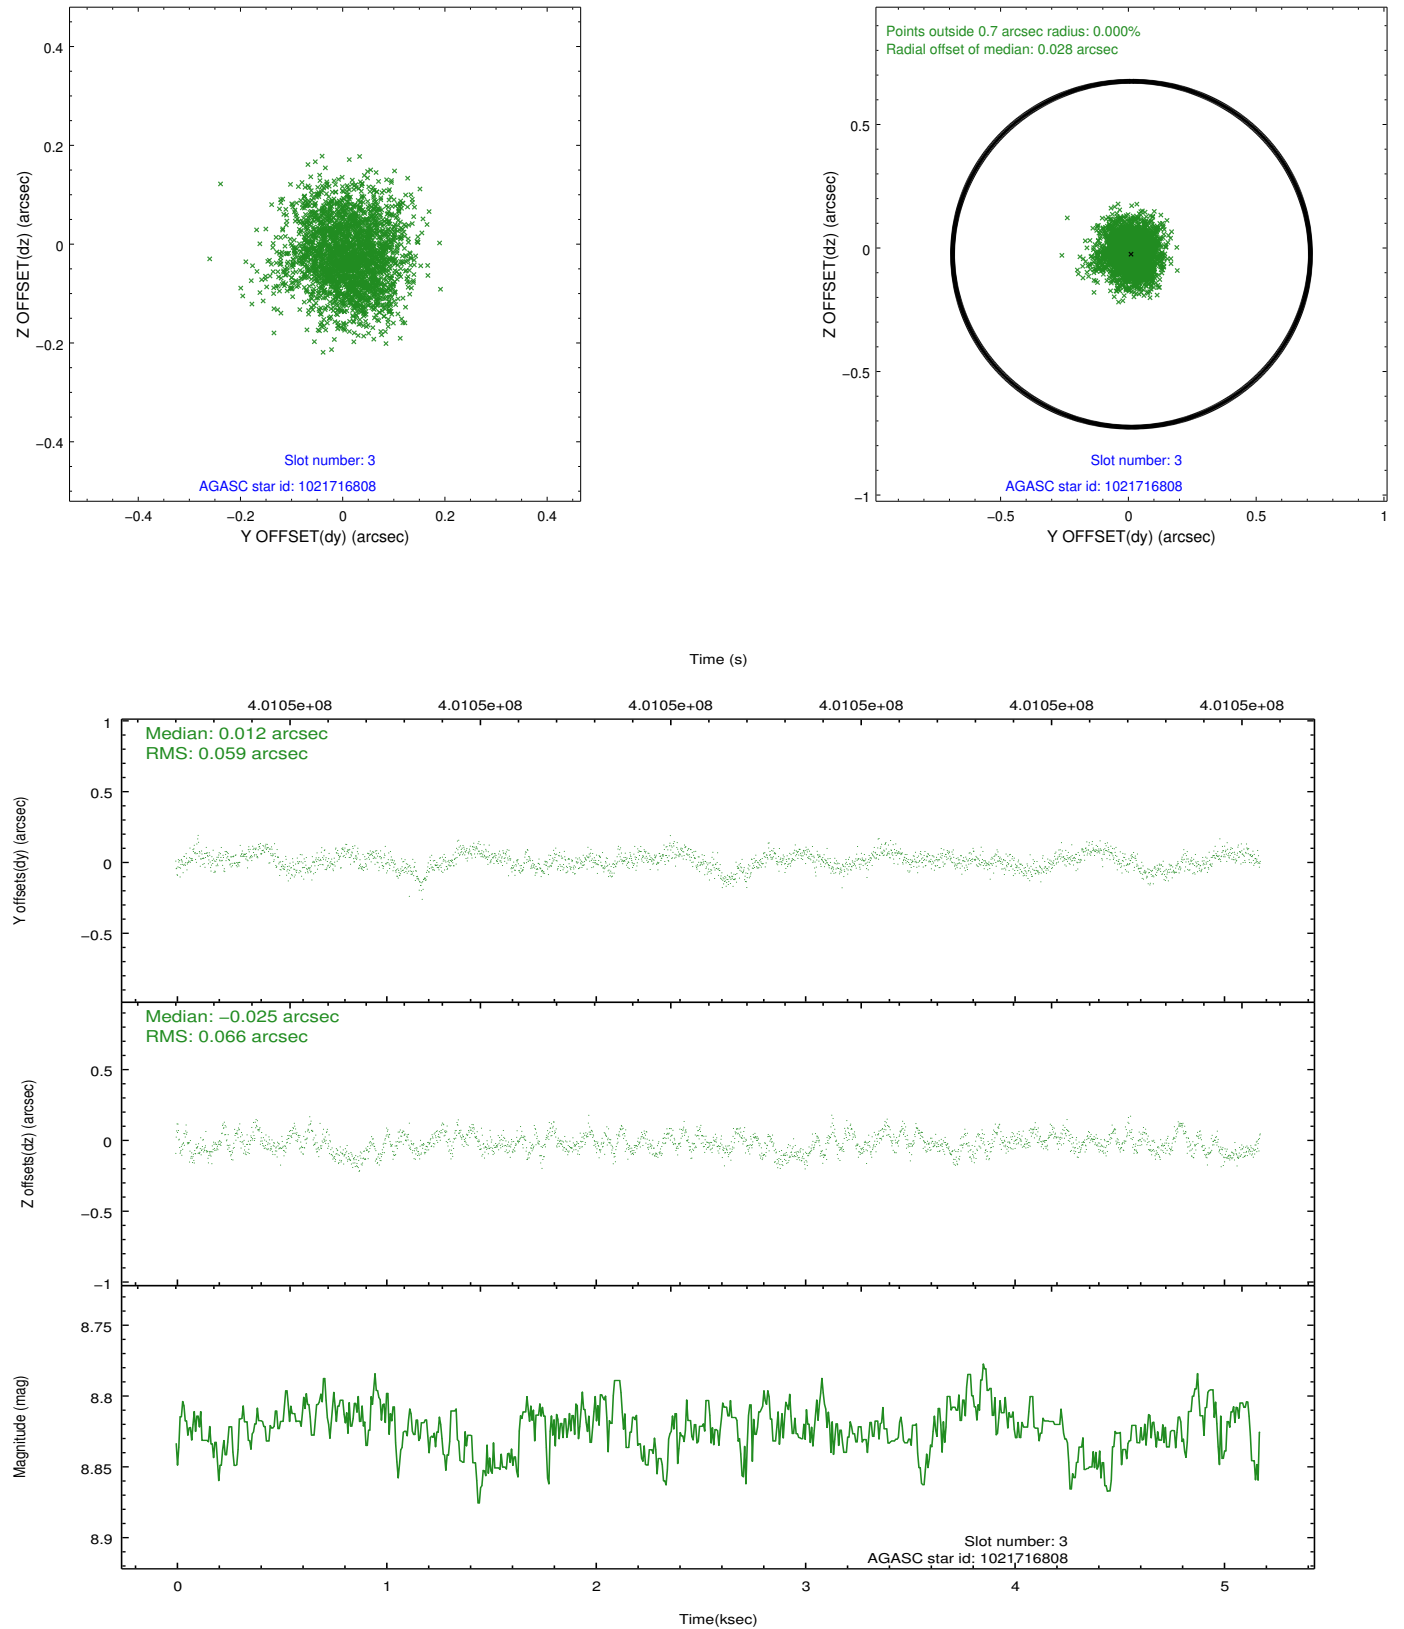 0.4
0.2
0
−0.2
−0.4
Z OFFSET(dz) (arcsec)
Slot number: 3
AGASC star id: 1021716808
−0.4 −0.2 0 0.2 0.4
Y OFFSET(dy) (arcsec)
Points outside 0.7 arcsec radius: 0.000%
Radial offset of median: 0.028 arcsec
0.5
0
−0.5
−1
Z OFFSET(dz) (arcsec)
Slot number: 3
AGASC star id: 1021716808
−0.5 0 0.5 1
Y OFFSET(dy) (arcsec)
Time (s)
4.0105e+08 4.0105e+08 4.0105e+08 4.0105e+08 4.0105e+08 4.0105e+08
Median: 0.012 arcsec
RMS: 0.059 arcsec
1
0.5
0
−0.5
Y offsets(dy) (arcsec)
Median: −0.025 arcsec
RMS: 0.066 arcsec
0.5
0
−0.5
−1
Z offsets(dz) (arcsec)
8.75
8.8
8.85
8.9
Magnitude (mag)
Slot number: 3
AGASC star id: 1021716808
0 1 2 3 4 5
Time(ksec)